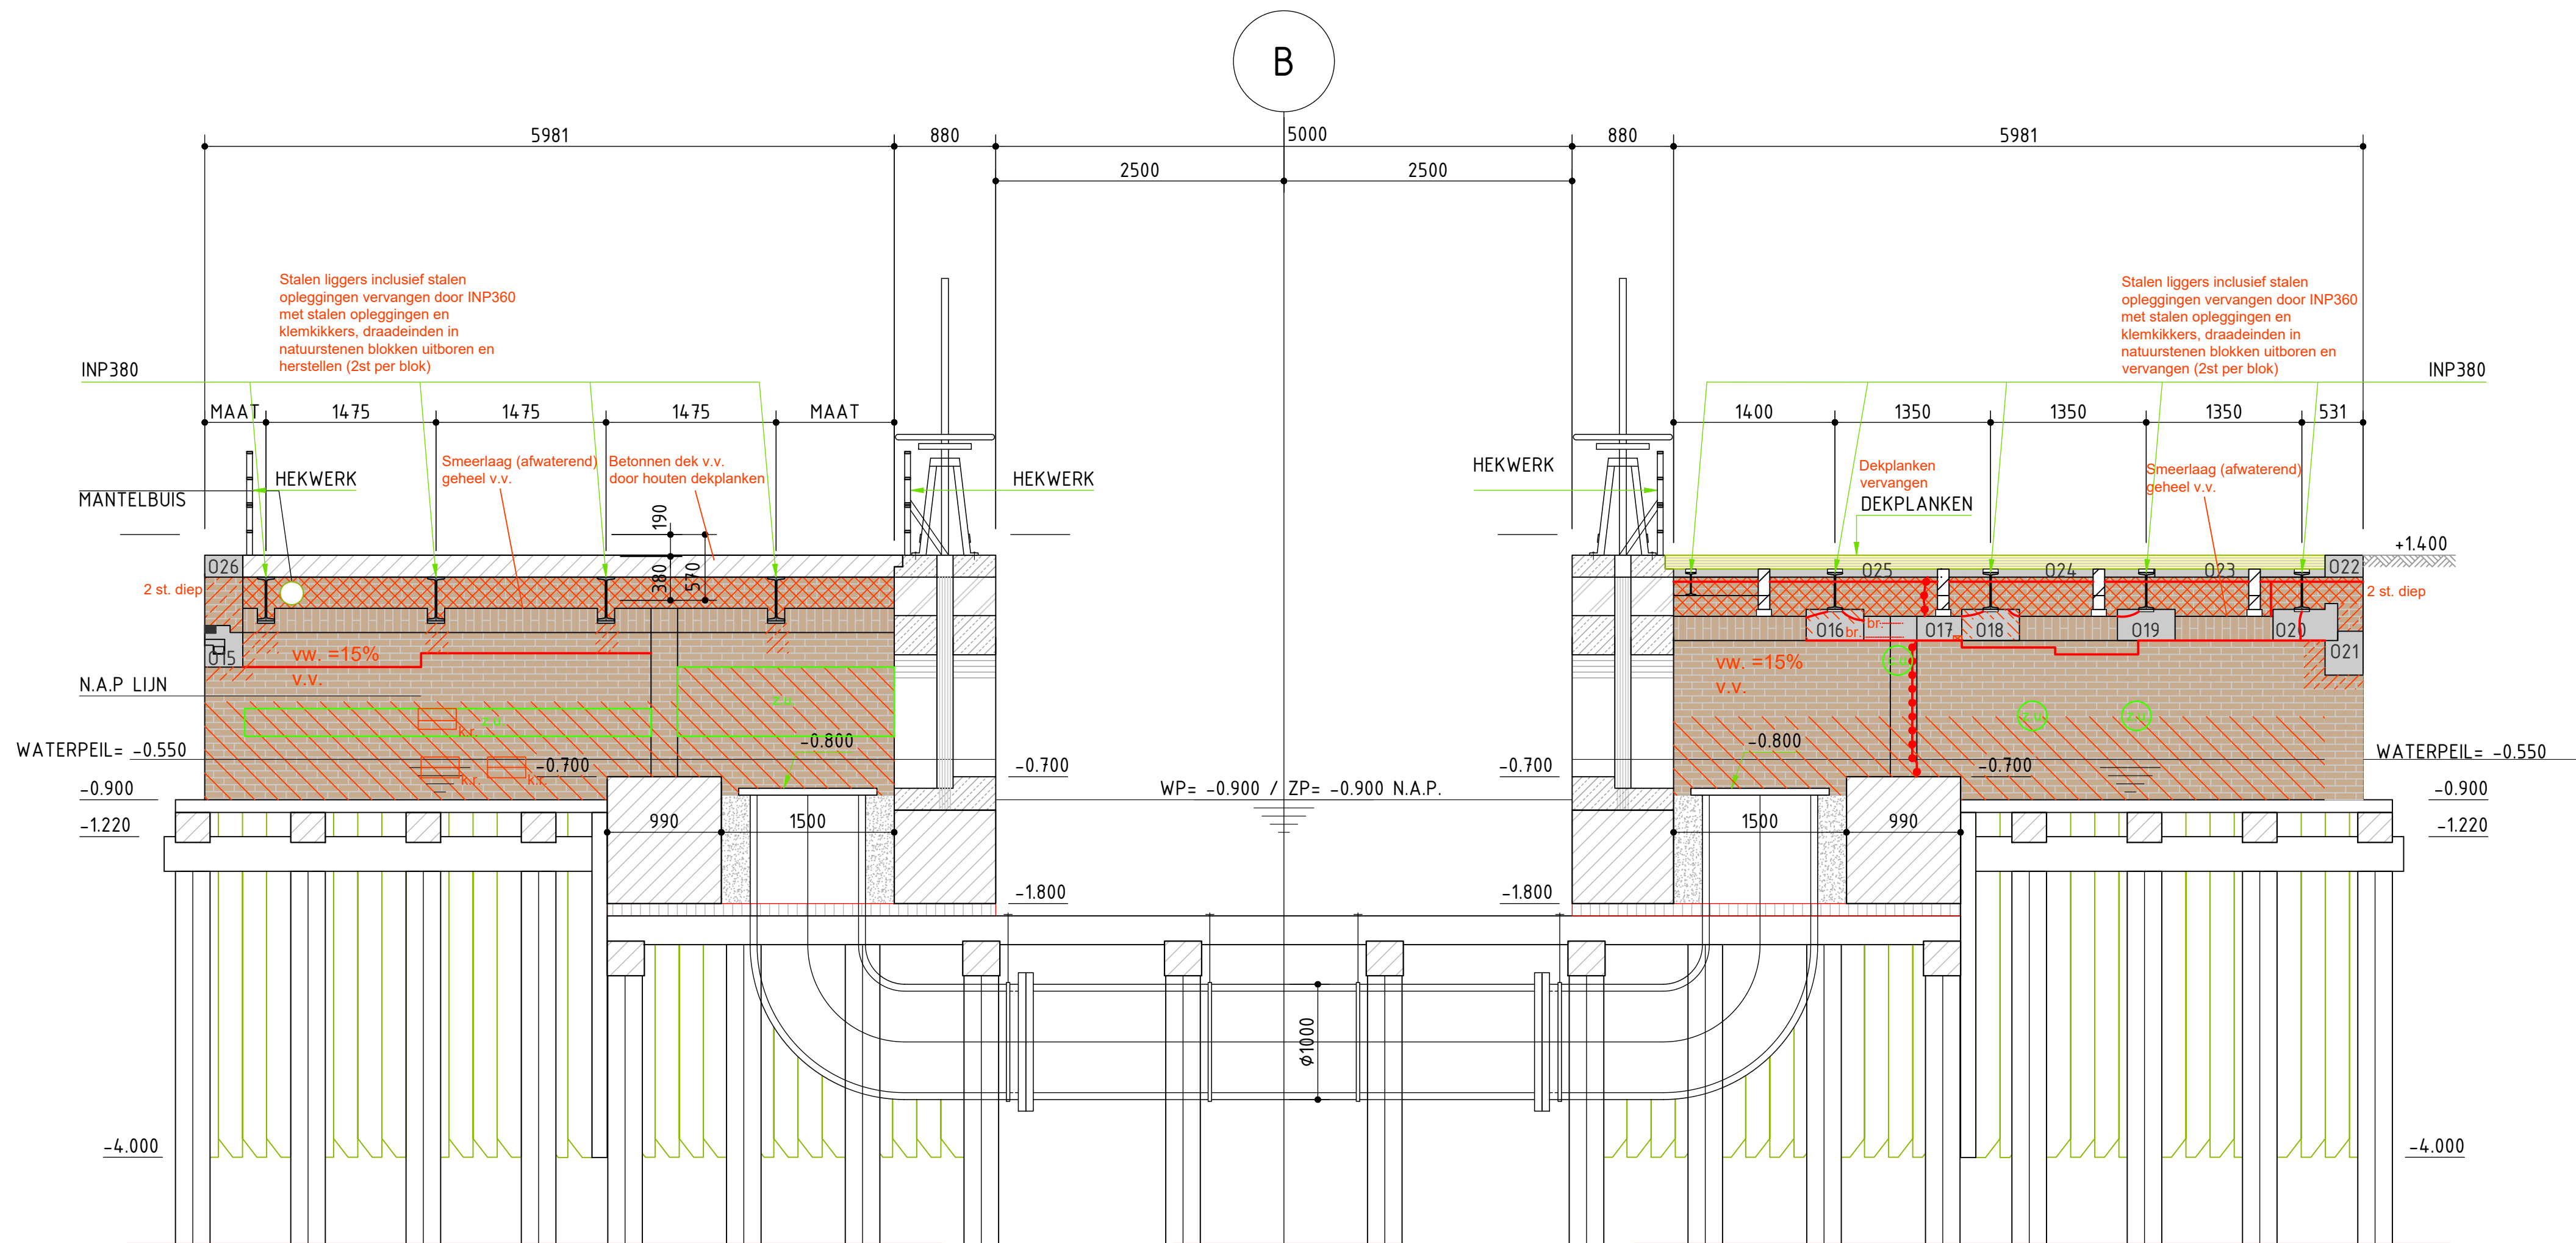 B
5981
880
5000
880
5981
2500
2500
Stalen liggers inclusief stalen
opleggingen vervangen door INP360
met stalen opleggingen en
klemkikkers, draadeinden in
natuurstenen blokken uitboren en
herstellen (2st per blok)
Stalen liggers inclusief stalen
opleggingen vervangen door INP360
met stalen opleggingen en
klemkikkers, draadeinden in
natuurstenen blokken uitboren en
vervangen (2st per blok)
INP380
INP380
MAAT
1475
1475
1475
MAAT
1400
1350
1350
1350
531
Smeerlaag (afwaterend)
geheel v.v.
Betonnen dek v.v.
door houten dekplanken
HEKWERK
MANTELBUIS
HEKWERK
HEKWERK
Dekplanken
vervangen
DEKPLANKEN
Smeerlaag (afwaterend)
geheel v.v.
190
380
570
+1.400
026
025
024
023
022
2 st. diep
2 st. diep
015
016
br.
br.
017
018
019
020
021
vw. =15%
v.v.
vw. =15%
v.v.
N.A.P LIJN
z.u.
z.u.
z.u.
z.u.
z.u.
k.r.
k.r.
k.r.
WATERPEIL= -0.550
-0.800
-0.700
-0.700
-0.700
-0.800
-0.700
WATERPEIL= -0.550
WP= -0.900 / ZP= -0.900 N.A.P.
-0.900
-0.900
-1.220
-1.220
990
1500
1500
990
-1.800
-1.800
ø1000
-4.000
-4.000